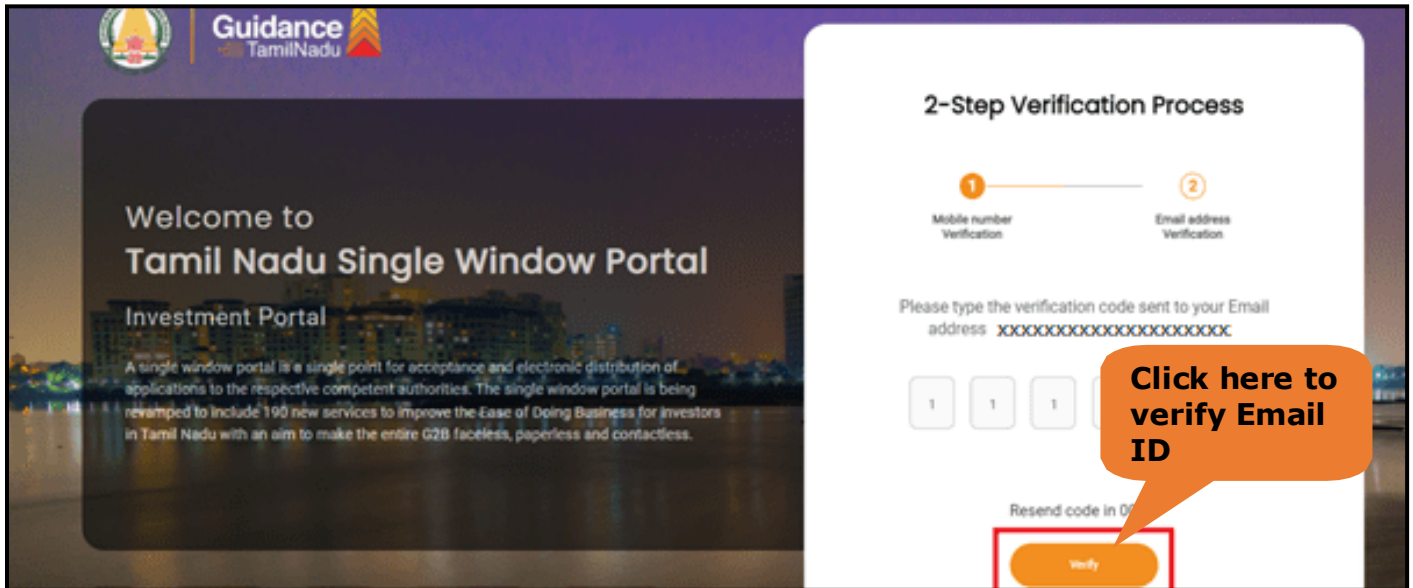 Guidance
TamilNadu
Welcome to
Tamil Nadu Single Window Portal
Investment Portal
A single window portal is a single point for acceptance and electronic distribution of
applications to the respective competent authorities. The single window portal is being
revamped to include 190 new services to improve the Ease of Doing Business for investors
in Tamil Nadu with an aim to make the entire G2B faceless, paperless and contactless.
2-Step Verification Process
1
2
Mobile number
Verification
Email address
Verification
Please type the verification code sent to your Email
address xxxxxxxxxxxxxxxxxxxxx
1 1 1
Click here to
verify Email
ID
Resend code in
Verify